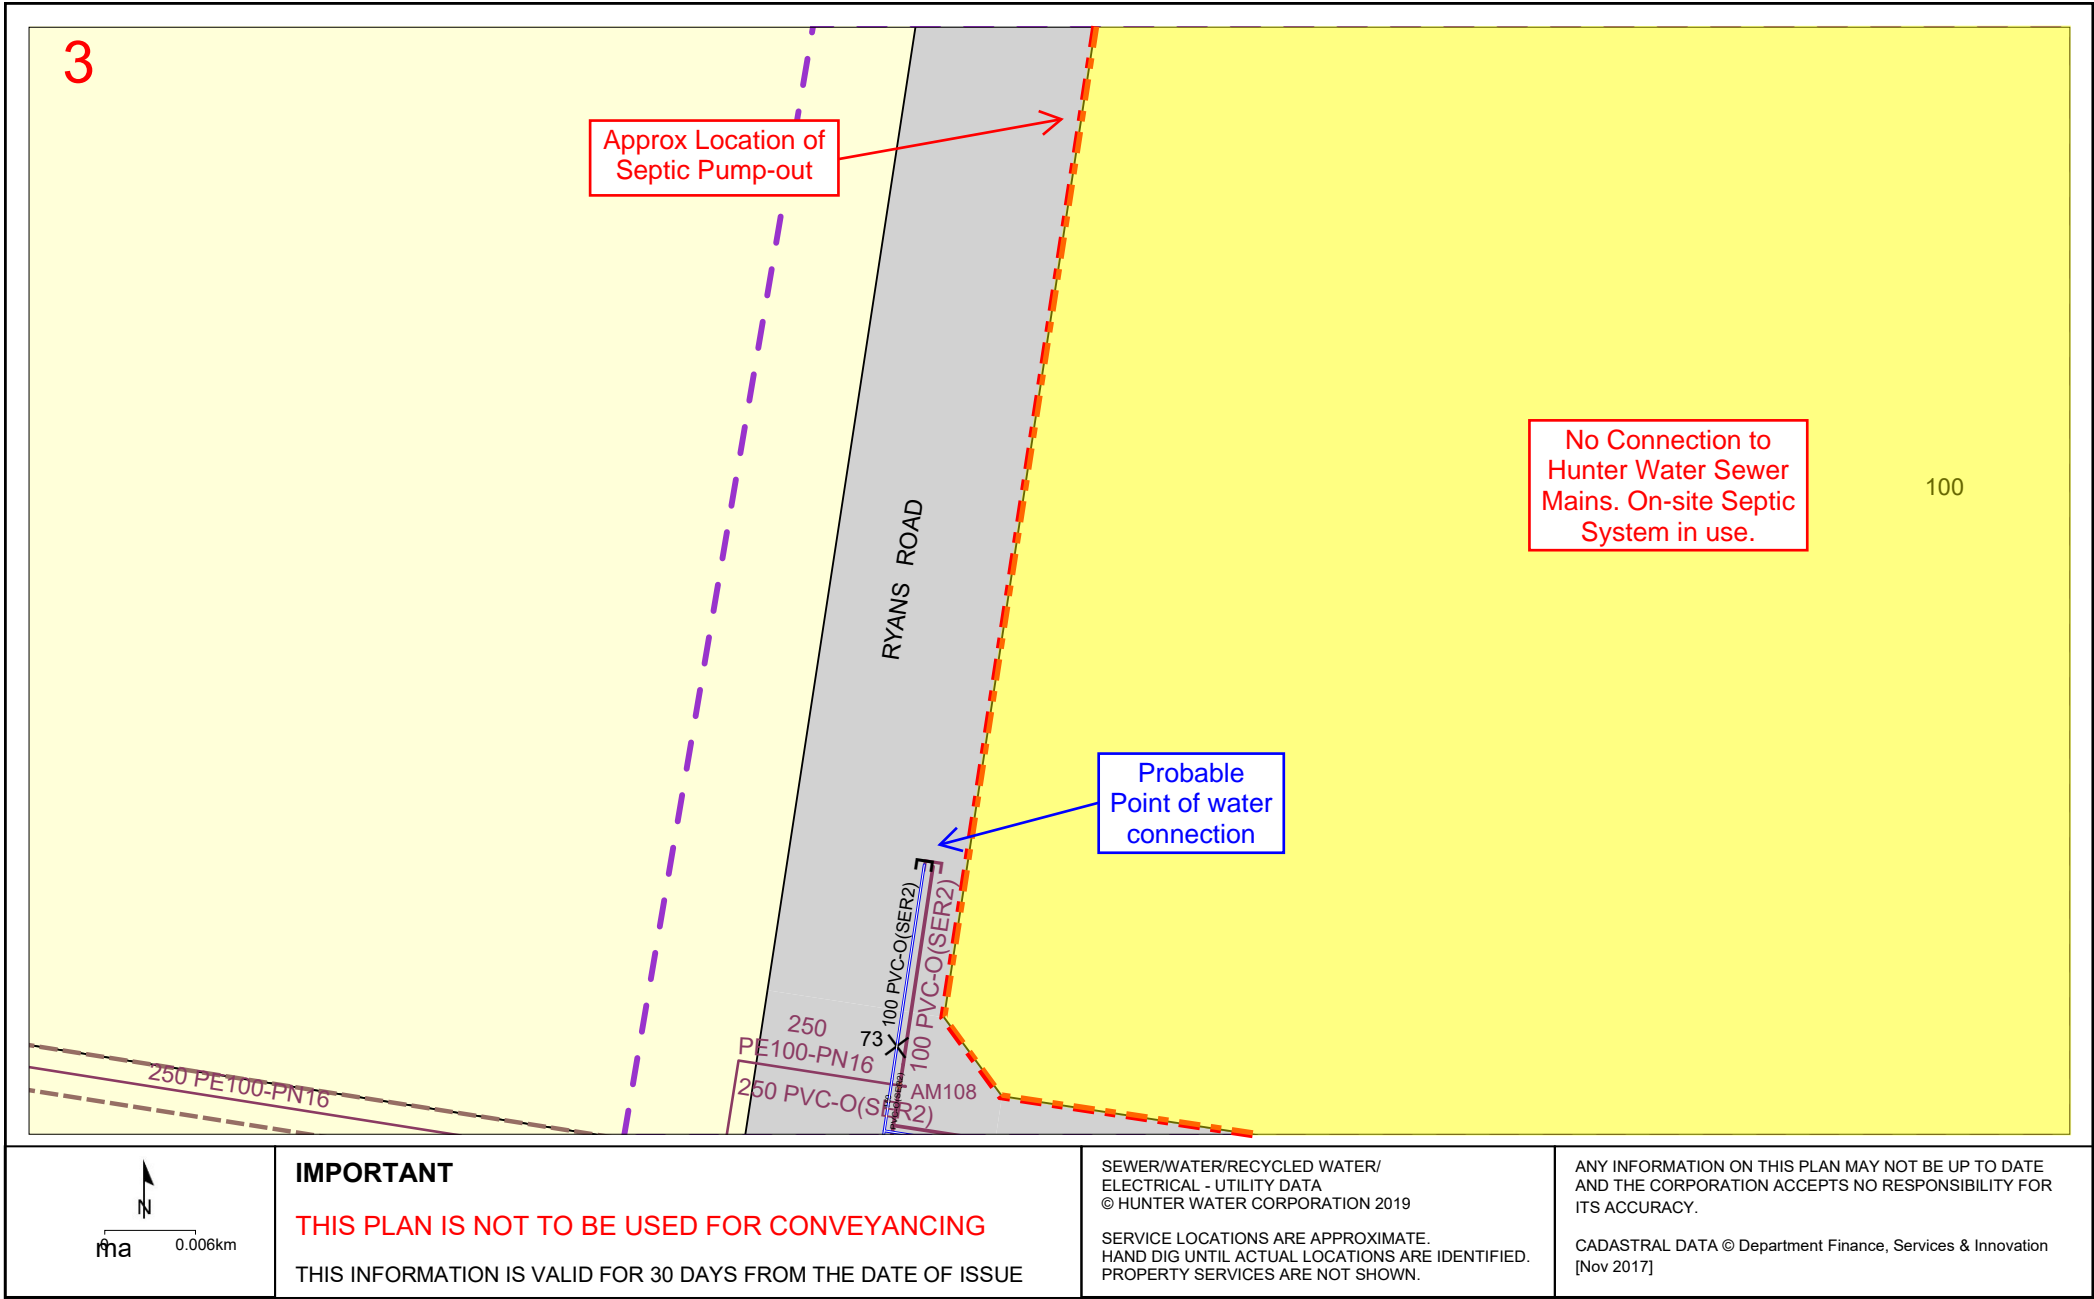 3
Approx Location of
Septic Pump-out
No Connection to
Hunter Water Sewer
Mains. On-site Septic
System in use.
100
RYANS ROAD
Probable
Point of water
connection
100 PVC-O(SER2)
100 PVC-O(SER2)
73
250
PE100-PN16
250 PE100-PN16
AM108
250 PVC-O(SER2)
N
0.006km
IMPORTANT
THIS PLAN IS NOT TO BE USED FOR CONVEYANCING
THIS INFORMATION IS VALID FOR 30 DAYS FROM THE DATE OF ISSUE
SEWER/WATER/RECYCLED WATER/
ELECTRICAL - UTILITY DATA
© HUNTER WATER CORPORATION 2019
SERVICE LOCATIONS ARE APPROXIMATE.
HAND DIG UNTIL ACTUAL LOCATIONS ARE IDENTIFIED.
PROPERTY SERVICES ARE NOT SHOWN.
ANY INFORMATION ON THIS PLAN MAY NOT BE UP TO DATE
AND THE CORPORATION ACCEPTS NO RESPONSIBILITY FOR
ITS ACCURACY.
CADASTRAL DATA © Department Finance, Services & Innovation
[Nov 2017]